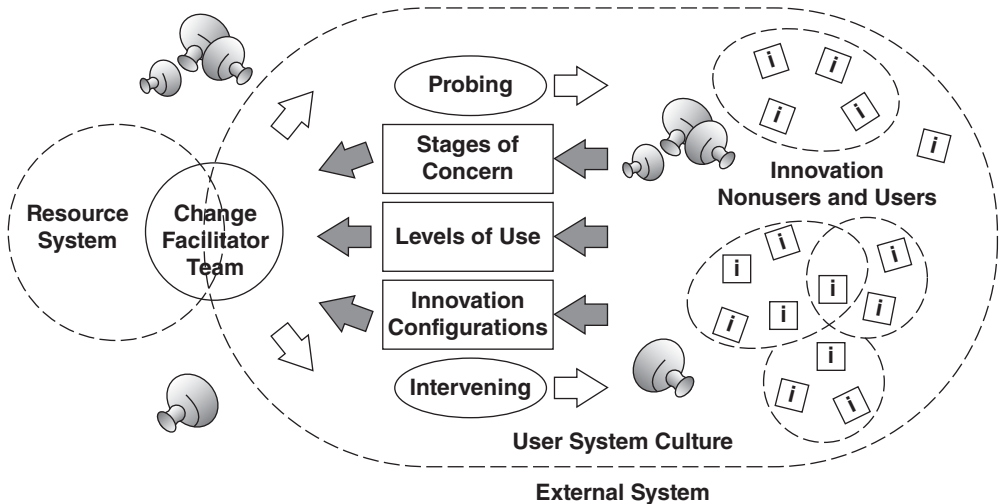 Probing
Stages of
Concern
Resource
System
Change
Facilitator
Team
Levels of Use
Innovation
Configurations
Intervening
i
i
i
i
i
Innovation
Nonusers and Users
i
i
i
i
i
i
i
i
i
i
User System Culture
External System